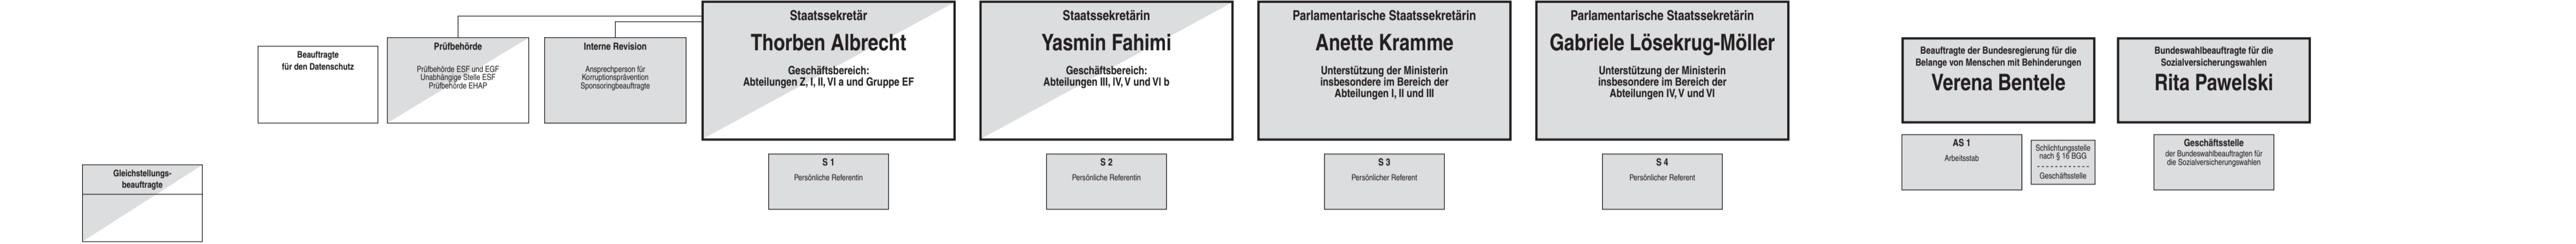 Beauftragte
für den Datenschutz
Prüfbehörde
Prüfbehörde ESF und EGF
Unabhängige Stelle ESF
Prüfbehörde EHAP
Interne Revision
Ansprechperson für
Korruptionsprävention
Sponsoringbeauftragte
Staatssekretär
Thorben Albrecht
Geschäftsbereich:
Abteilungen Z, I, II, VI a und Gruppe EF
Staatssekretärin
Yasmin Fahimi
Geschäftsbereich:
Abteilungen III, IV, V und VI b
Parlamentarische Staatssekretärin
Anette Kramme
Unterstützung der Ministerin
insbesondere im Bereich der
Abteilungen I, II und III
Parlamentarische Staatssekretärin
Gabriele Lösekrug-Möller
Unterstützung der Ministerin
insbesondere im Bereich der
Abteilungen IV, V und VI
Beauftragte der Bundesregierung für die
Belange von Menschen mit Behinderungen
Verena Bentele
Bundeswahlbeauftragte für die
Sozialversicherungswahlen
Rita Pawelski
Gleichstellungs-
beauftragte
S 1
Persönliche Referentin
S 2
Persönliche Referentin
S 3
Persönlicher Referent
S 4
Persönlicher Referent
AS 1
Arbeitsstab
Schlichtungsstelle
nach § 16 BGG
Geschäftsstelle
Geschäftsstelle
der Bundeswahlbeauftragten für
die Sozialversicherungswahlen